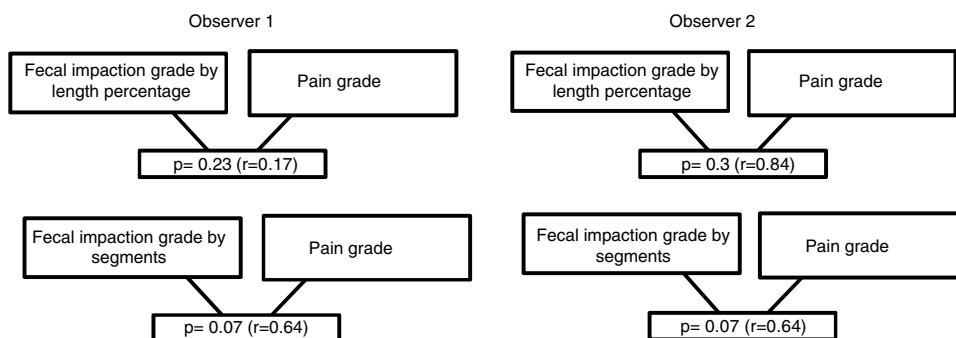 Observer 1
Observer 2
Fecal impaction grade by
length percentage
Pain grade
p= 0.23 (r=0.17)
Fecal impaction grade by
length percentage
Pain grade
p= 0.3 (r=0.84)
Fecal impaction grade by
segments
Pain grade
p= 0.07 (r=0.64)
Fecal impaction grade by
segments
Pain grade
p= 0.07 (r=0.64)